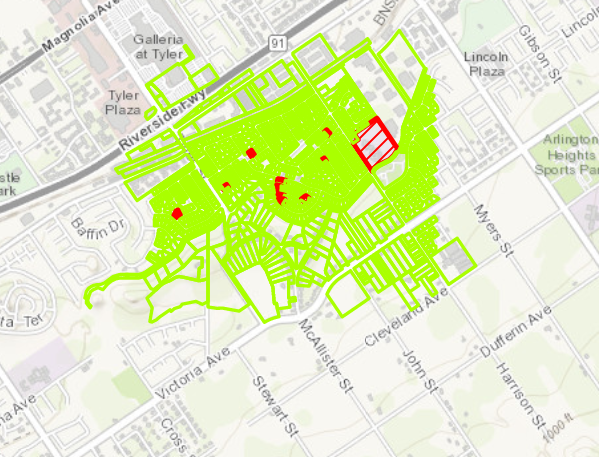 Magnolia Ave
Galleria
at Tyler
91
BNSF
Gibson St
Lincoln
Lincoln
Plaza
Tyler
Plaza
Riverside Fwy
Arlington
Heights
Sports Par
stle
Park
Baffin Dr
Myers St
ta Ter
Cleveland Ave
Dufferin Ave
McAllister St
Victoria Ave
John St
Harrison St
Stewart St
na Ave
Cross
1000 ft